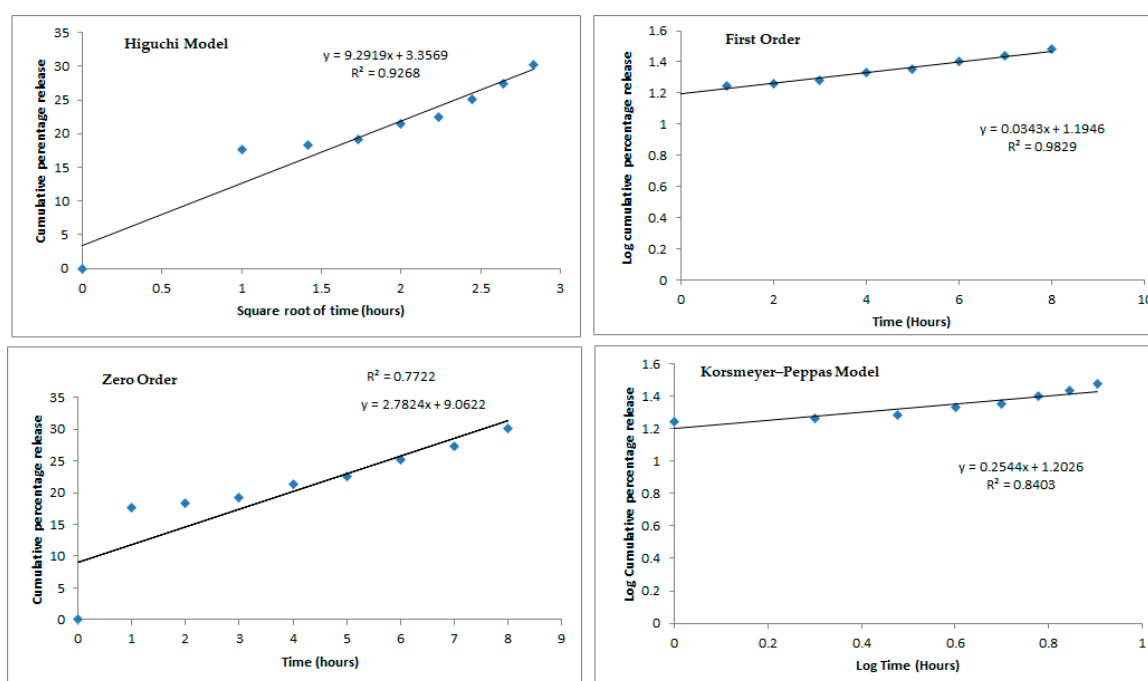 Higuchi Model
y = 9.2919x + 3.3569
R² = 0.9268
Cumulative perentage release
35
30
25
20
15
10
5
0
0 0.5 1 1.5 2 2.5 3
Square root of time (hours)
First Order
y = 0.0343x + 1.1946
R² = 0.9829
Log cumulative percentage release
1.6
1.4
1.2
1
0.8
0.6
0.4
0.2
0
0 2 4 6 8 10
Time (Hours)
Zero Order
R² = 0.7722
y = 2.7824x + 9.0622
Cumulative percentage release
35
30
25
20
15
10
5
0
0 1 2 3 4 5 6 7 8 9
Time (hours)
Korsmeyer–Peppas Model
y = 0.2544x + 1.2026
R² = 0.8403
Log Cumulative percentage release
1.6
1.4
1.2
1
0.8
0.6
0.4
0.2
0
0 0.2 0.4 0.6 0.8 1
Log Time (Hours)